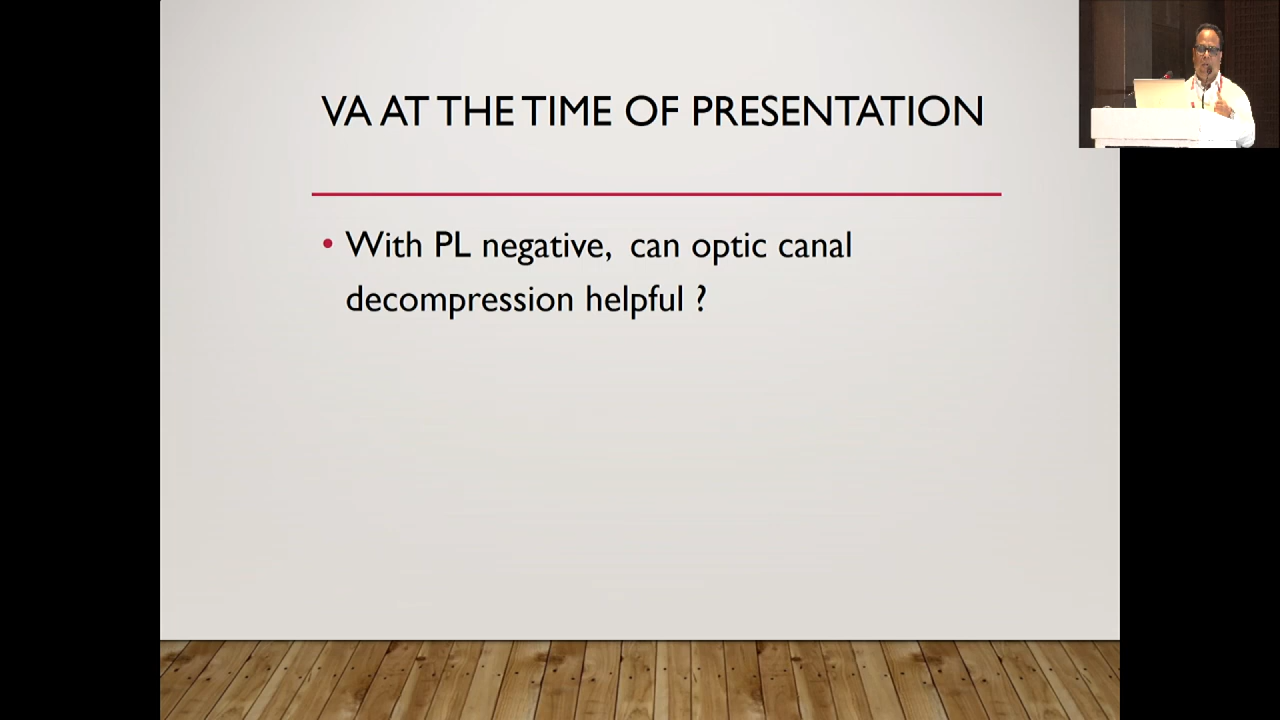 VA AT THE TIME OF PRESENTATION
• With PL negative, can optic canal
decompression helpful ?